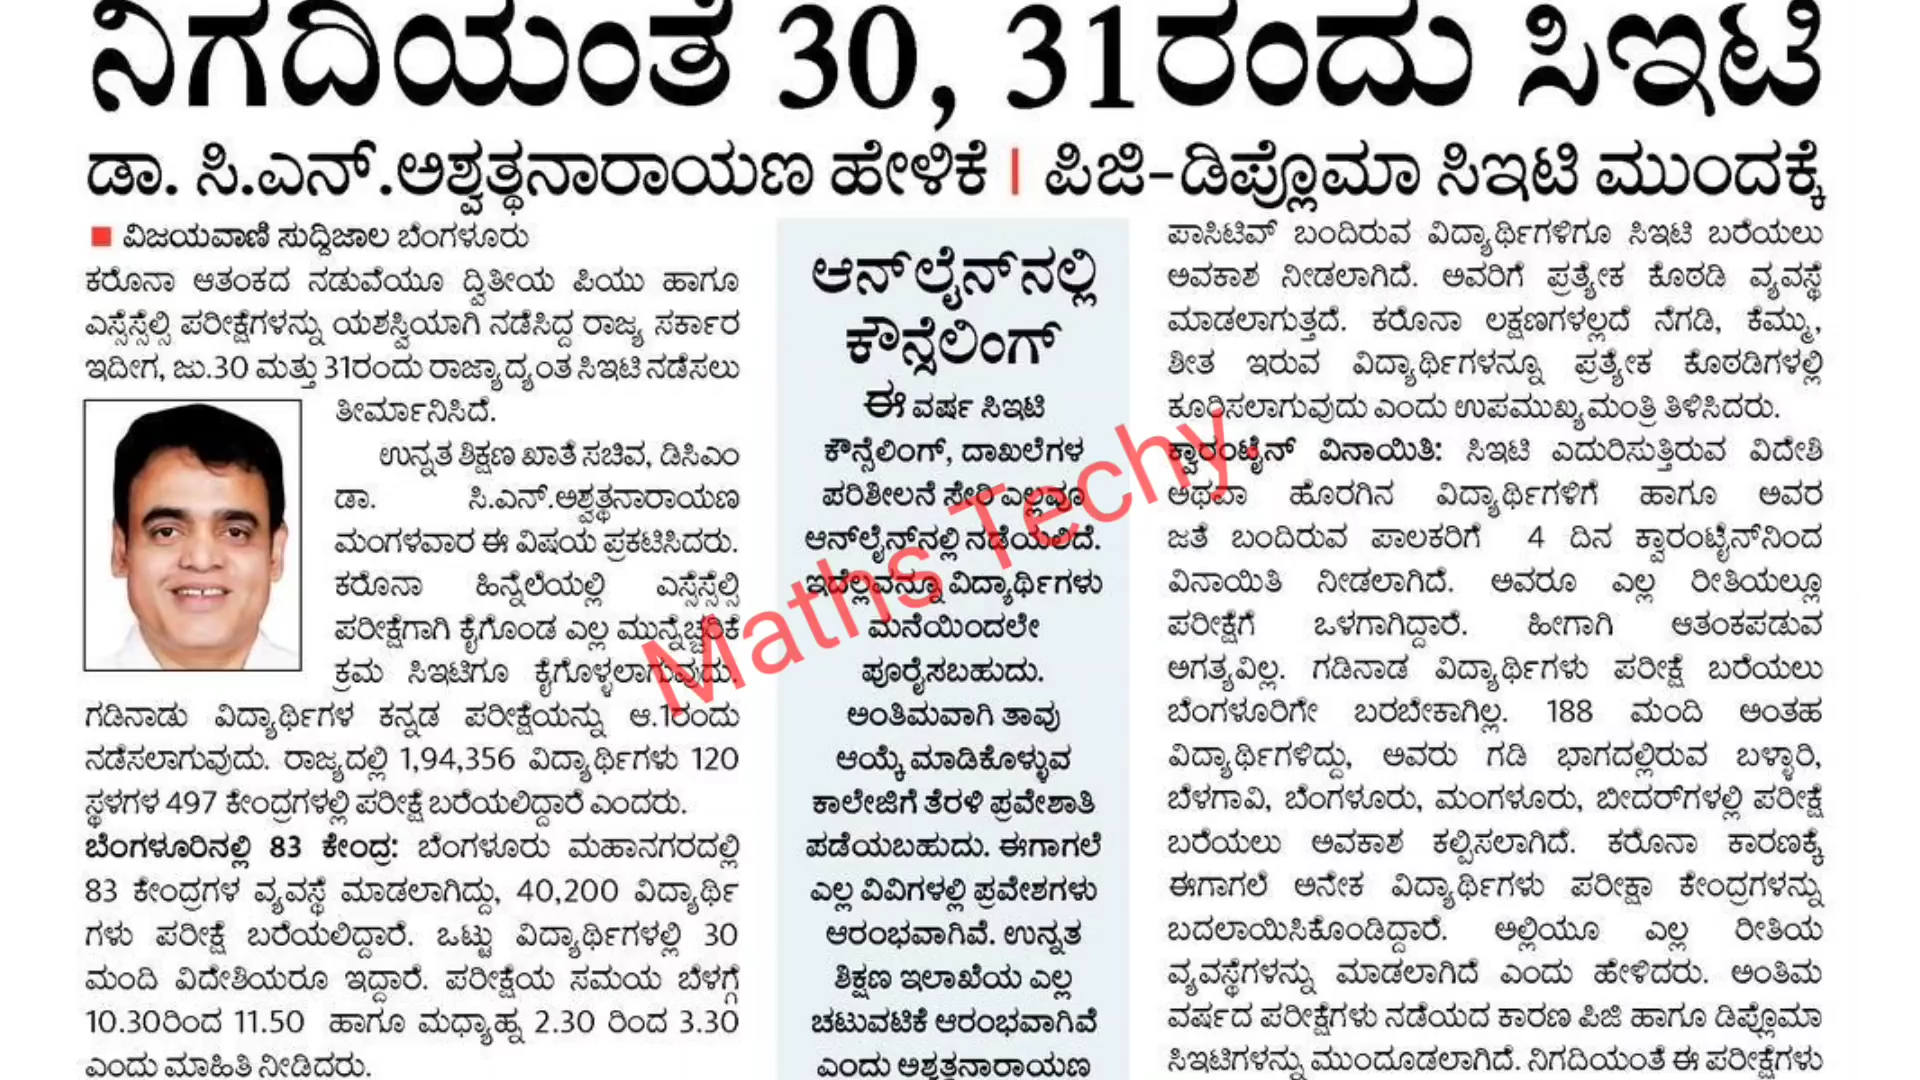 ನಿಗದಿಯಂತೆ 30, 31ರಂದು ಸಿಇಟಿ
ಡಾ. ಸಿ.ಎನ್.ಅಶ್ವತ್ಥನಾರಾಯಣ ಹೇಳಿಕೆ | ಪಿಜಿ-ಡಿಪ್ಲೊಮಾ ಸಿಇಟಿ ಮುಂದಕ್ಕೆ
ವಿಜಯವಾಣಿ ಸುದ್ದಿಜಾಲ ಬೆಂಗಳೂರು
ಕರೊನಾ ಆತಂಕದ ನಡುವೆಯೂ ದ್ವಿತೀಯ ಪಿಯು ಹಾಗೂ
ಎಸ್ಸೆಸ್ಸೆಲ್ಸಿ ಪರೀಕ್ಷೆಗಳನ್ನು ಯಶಸ್ವಿಯಾಗಿ ನಡೆಸಿದ್ದ ರಾಜ್ಯ ಸರ್ಕಾರ
ಇದೀಗ, ಜು.30 ಮತ್ತು 31ರಂದು ರಾಜ್ಯಾದ್ಯಂತ ಸಿಇಟಿ ನಡೆಸಲು
ತೀರ್ಮಾನಿಸಿದೆ.
ಉನ್ನತ ಶಿಕ್ಷಣ ಖಾತೆ ಸಚಿವ, ಡಿಸಿಎಂ
ಡಾ. ಸಿ.ಎನ್.ಅಶ್ವತ್ಥನಾರಾಯಣ
ಮಂಗಳವಾರ ಈ ವಿಷಯ ಪ್ರಕಟಿಸಿದರು.
ಕರೊನಾ ಹಿನ್ನೆಲೆಯಲ್ಲಿ ಎಸ್ಸೆಸ್ಸೆಲ್ಸಿ
ಪರೀಕ್ಷೆಗಾಗಿ ಕೈಗೊಂಡ ಎಲ್ಲ ಮುನ್ನೆಚ್ಚರಿಕೆ
ಕ್ರಮ ಸಿಇಟಿಗೂ ಕೈಗೊಳ್ಳಲಾಗುವುದು.
ಗಡಿನಾಡು ವಿದ್ಯಾರ್ಥಿಗಳ ಕನ್ನಡ ಪರೀಕ್ಷೆಯನ್ನು ಆ.1ರಂದು
ನಡೆಸಲಾಗುವುದು. ರಾಜ್ಯದಲ್ಲಿ 1,94,356 ವಿದ್ಯಾರ್ಥಿಗಳು 120
ಸ್ಥಳಗಳ 497 ಕೇಂದ್ರಗಳಲ್ಲಿ ಪರೀಕ್ಷೆ ಬರೆಯಲಿದ್ದಾರೆ ಎಂದರು.
ಬೆಂಗಳೂರಿನಲ್ಲಿ 83 ಕೇಂದ್ರ: ಬೆಂಗಳೂರು ಮಹಾನಗರದಲ್ಲಿ
83 ಕೇಂದ್ರಗಳ ವ್ಯವಸ್ಥೆ ಮಾಡಲಾಗಿದ್ದು, 40,200 ವಿದ್ಯಾರ್ಥಿ
ಗಳು ಪರೀಕ್ಷೆ ಬರೆಯಲಿದ್ದಾರೆ. ಒಟ್ಟು ವಿದ್ಯಾರ್ಥಿಗಳಲ್ಲಿ 30
ಮಂದಿ ವಿದೇಶಿಯರೂ ಇದ್ದಾರೆ. ಪರೀಕ್ಷೆಯ ಸಮಯ ಬೆಳಗ್ಗೆ
10.30ರಿಂದ 11.50 ಹಾಗೂ ಮಧ್ಯಾಹ್ನ 2.30 ರಿಂದ 3.30
ಎಂದು ಮಾಹಿತಿ ನೀಡಿದರು.
ಆನ್‌ಲೈನ್‌ನಲ್ಲಿ
ಕೌನ್ಸೆಲಿಂಗ್
ಈ ವರ್ಷ ಸಿಇಟಿ
ಕೌನ್ಸೆಲಿಂಗ್, ದಾಖಲೆಗಳ
ಪರಿಶೀಲನೆ ಸೇರಿ ಎಲ್ಲವೂ
ಆನ್‌ಲೈನ್‌ನಲ್ಲಿ ನಡೆಯಲಿದೆ.
ಇದೆಲ್ಲವನ್ನೂ ವಿದ್ಯಾರ್ಥಿಗಳು
ಮನೆಯಿಂದಲೇ
ಪೂರೈಸಬಹುದು.
ಅಂತಿಮವಾಗಿ ತಾವು
ಆಯ್ಕೆ ಮಾಡಿಕೊಳ್ಳುವ
ಕಾಲೇಜಿಗೆ ತೆರಳಿ ಪ್ರವೇಶಾತಿ
ಪಡೆಯಬಹುದು. ಈಗಾಗಲೆ
ಎಲ್ಲ ವಿವಿಗಳಲ್ಲಿ ಪ್ರವೇಶಗಳು
ಆರಂಭವಾಗಿವೆ. ಉನ್ನತ
ಶಿಕ್ಷಣ ಇಲಾಖೆಯ ಎಲ್ಲ
ಚಟುವಟಿಕೆ ಆರಂಭವಾಗಿವೆ
ಎಂದು ಅಶ್ವತ್ಥನಾರಾಯಣ
ಪಾಸಿಟಿವ್ ಬಂದಿರುವ ವಿದ್ಯಾರ್ಥಿಗಳಿಗೂ ಸಿಇಟಿ ಬರೆಯಲು
ಅವಕಾಶ ನೀಡಲಾಗಿದೆ. ಅವರಿಗೆ ಪ್ರತ್ಯೇಕ ಕೊಠಡಿ ವ್ಯವಸ್ಥೆ
ಮಾಡಲಾಗುತ್ತದೆ. ಕರೊನಾ ಲಕ್ಷಣಗಳಲ್ಲದೆ ನೆಗಡಿ, ಕೆಮ್ಮು,
ಶೀತ ಇರುವ ವಿದ್ಯಾರ್ಥಿಗಳನ್ನೂ ಪ್ರತ್ಯೇಕ ಕೊಠಡಿಗಳಲ್ಲಿ
ಕೂರಿಸಲಾಗುವುದು ಎಂದು ಉಪಮುಖ್ಯಮಂತ್ರಿ ತಿಳಿಸಿದರು.
ಕ್ವಾರಂಟೈನ್ ವಿನಾಯಿತಿ: ಸಿಇಟಿ ಎದುರಿಸುತ್ತಿರುವ ವಿದೇಶಿ
ಅಥವಾ ಹೊರಗಿನ ವಿದ್ಯಾರ್ಥಿಗಳಿಗೆ ಹಾಗೂ ಅವರ
ಜತೆ ಬಂದಿರುವ ಪಾಲಕರಿಗೆ 4 ದಿನ ಕ್ವಾರಂಟೈನ್‌ನಿಂದ
ವಿನಾಯಿತಿ ನೀಡಲಾಗಿದೆ. ಅವರೂ ಎಲ್ಲ ರೀತಿಯಲ್ಲೂ
ಪರೀಕ್ಷೆಗೆ ಒಳಗಾಗಿದ್ದಾರೆ. ಹೀಗಾಗಿ ಆತಂಕಪಡುವ
ಅಗತ್ಯವಿಲ್ಲ. ಗಡಿನಾಡ ವಿದ್ಯಾರ್ಥಿಗಳು ಪರೀಕ್ಷೆ ಬರೆಯಲು
ಬೆಂಗಳೂರಿಗೇ ಬರಬೇಕಾಗಿಲ್ಲ. 188 ಮಂದಿ ಅಂತಹ
ವಿದ್ಯಾರ್ಥಿಗಳಿದ್ದು, ಅವರು ಗಡಿ ಭಾಗದಲ್ಲಿರುವ ಬಳ್ಳಾರಿ,
ಬೆಳಗಾವಿ, ಬೆಂಗಳೂರು, ಮಂಗಳೂರು, ಬೀದರ್‌ಗಳಲ್ಲಿ ಪರೀಕ್ಷೆ
ಬರೆಯಲು ಅವಕಾಶ ಕಲ್ಪಿಸಲಾಗಿದೆ. ಕರೊನಾ ಕಾರಣಕ್ಕೆ
ಈಗಾಗಲೆ ಅನೇಕ ವಿದ್ಯಾರ್ಥಿಗಳು ಪರೀಕ್ಷಾ ಕೇಂದ್ರಗಳನ್ನು
ಬದಲಾಯಿಸಿಕೊಂಡಿದ್ದಾರೆ. ಅಲ್ಲಿಯೂ ಎಲ್ಲ ರೀತಿಯ
ವ್ಯವಸ್ಥೆಗಳನ್ನು ಮಾಡಲಾಗಿದೆ ಎಂದು ಹೇಳಿದರು. ಅಂತಿಮ
ವರ್ಷದ ಪರೀಕ್ಷೆಗಳು ನಡೆಯದ ಕಾರಣ ಪಿಜಿ ಹಾಗೂ ಡಿಪ್ಲೊಮಾ
ಸಿಇಟಿಗಳನ್ನು ಮುಂದೂಡಲಾಗಿದೆ. ನಿಗದಿಯಂತೆ ಈ ಪರೀಕ್ಷೆಗಳು
Maths Techy.